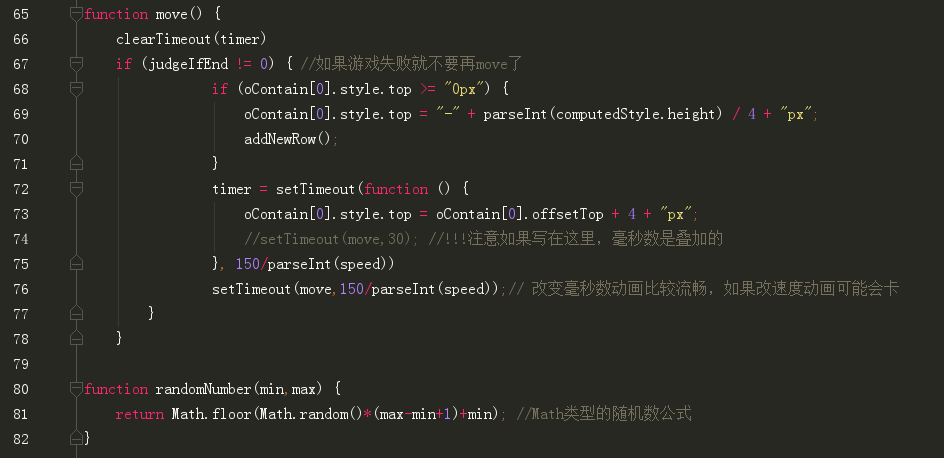 65 function move() {
66 clearTimeout(timer)
67 if (judgeIfEnd != 0) { //如果游戏失败就不要再move了
68 if (oContain[0].style.top >= "0px") {
69 oContain[0].style.top = "-" + parseInt(computedStyle.height) / 4 + "px";
70 addNewRow();
71 }
72 timer = setTimeout(function () {
73 oContain[0].style.top = oContain[0].offsetTop + 4 + "px";
74 //setTimeout(move,30); //!!!注意如果写在这里，毫秒数是叠加的
75 }, 150/parseInt(speed))
76 setTimeout(move,150/parseInt(speed));// 改变毫秒数动画比较流畅，如果改速度动画可能会卡
77 }
78 }
79
80 function randomNumber(min,max) {
81 return Math.floor(Math.random()*(max-min+1)+min); //Math类型的随机数公式
82 }